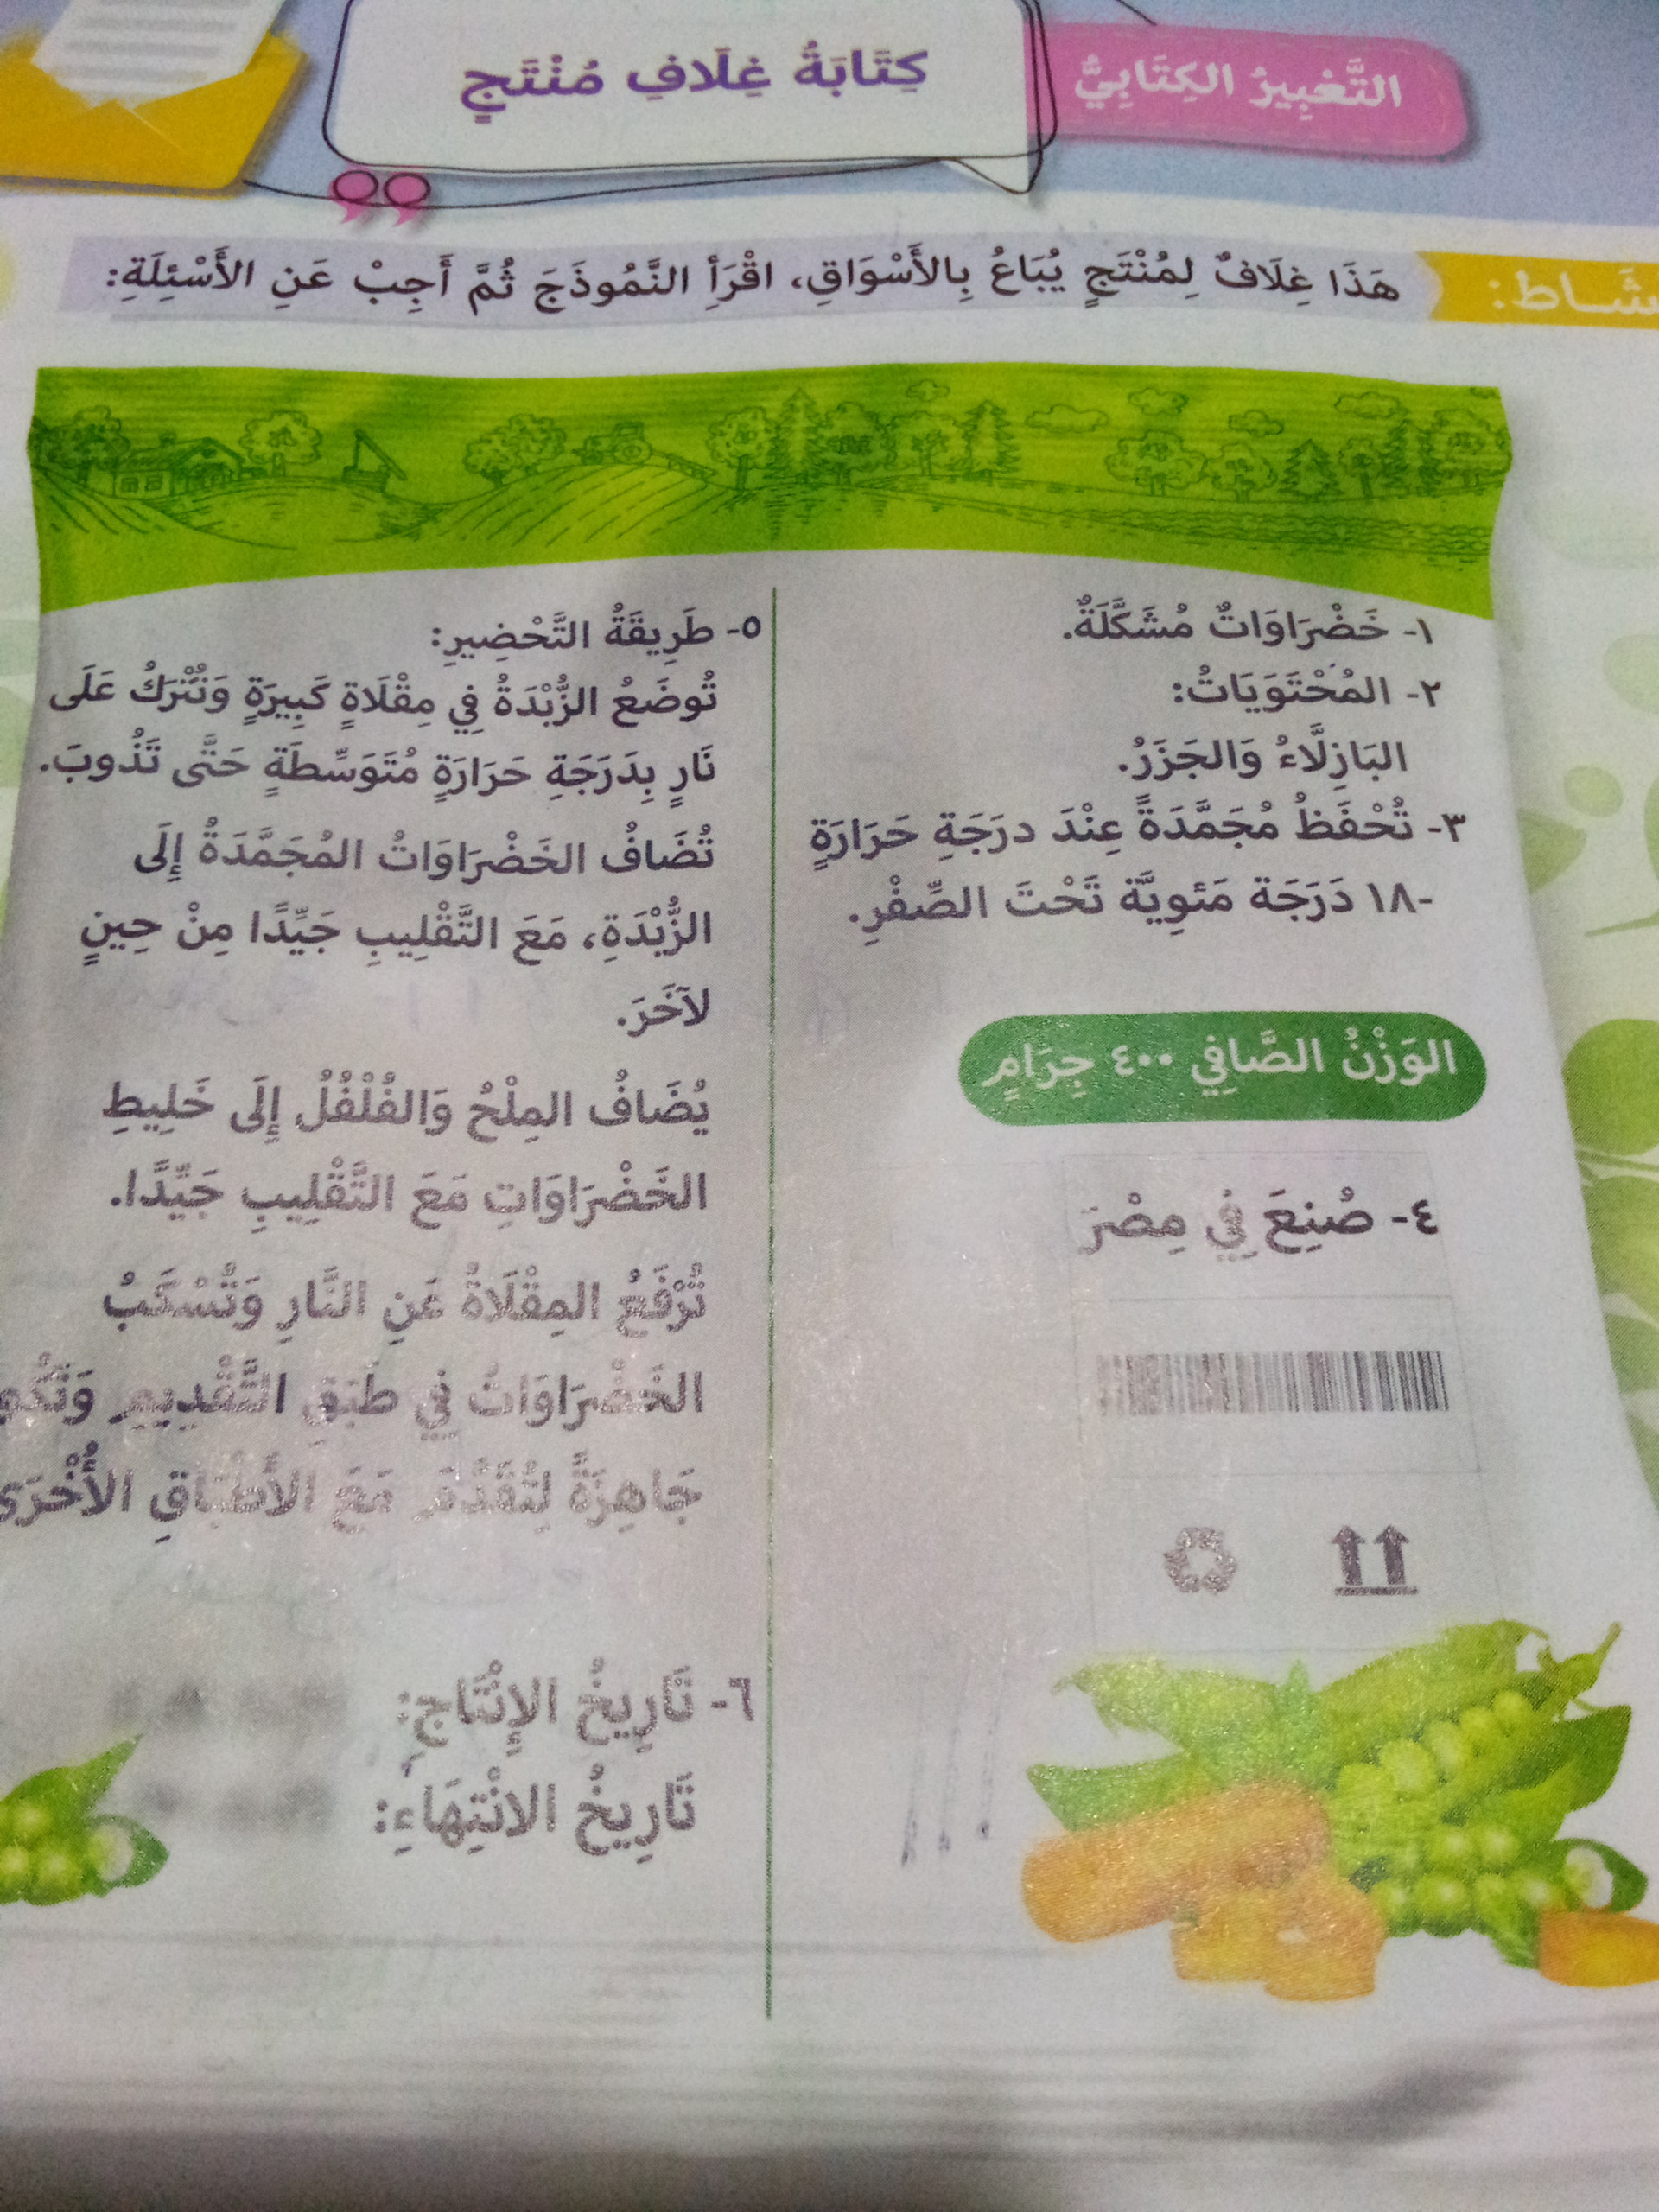 التَّعْبِيرُ الكِتَابِيُّ
كِتَابَةُ غِلَافِ مُنْتَجٍ
هَذَا غِلَافٌ لِمُنْتَجٍ يُبَاعُ بِالأَسْوَاقِ، اقْرَأِ النَّمُوذَجَ ثُمَّ أَجِبْ عَنِ الأَسْئِلَةِ:
١- خَضْرَاوَاتٌ مُشَكَّلَةٌ.
٢- المُحْتَوَيَاتُ:
البَازِلَّاءُ وَالجَزَرُ.
٣- تُحْفَظُ مُجَمَّدَةً عِنْدَ درَجَةِ حَرَارَةٍ
-١٨ دَرَجَة مَئوِيَّة تَحْتَ الصِّفْرِ.
الوَزْنُ الصَّافِي ٤٠٠ جِرَامٍ
٤- صُنِعَ فِي مِصْرَ
٥- طَرِيقَةُ التَّحْضِيرِ:
تُوضَعُ الزُّبْدَةُ فِي مِقْلَاةٍ كَبِيرَةٍ وَتُتْرَكُ عَلَى
نَارٍ بِدَرَجَةِ حَرَارَةٍ مُتَوَسِّطَةٍ حَتَّى تَذُوبَ.
تُضَافُ الخَضْرَاوَاتُ المُجَمَّدَةُ إِلَى
الزُّبْدَةِ، مَعَ التَّقْلِيبِ جَيِّدًا مِنْ حِينٍ
لآخَرَ.
يُضَافُ المِلْحُ وَالفُلْفُلُ إِلَى خَلِيطِ
الخَضْرَاوَاتِ مَعَ التَّقْلِيبِ جَيِّدًا.
تُرْفَعُ المِقْلَاةُ عَنِ النَّارِ وَتُسْكَبُ
الخَضْرَاوَاتُ فِي طَبَقِ التَّقْدِيمِ
جَاهِزَةً لِتُقَدَّمَ مَعَ الأَطْبَاقِ الأُخْرَى
٦- تَارِيخُ الإِنْتَاجِ:
تَارِيخُ الانْتِهَاءِ: